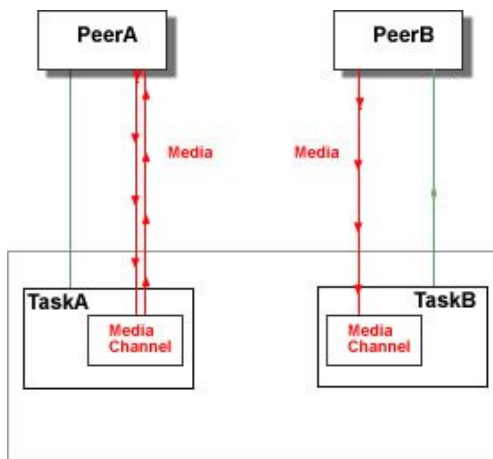 PeerA
PeerB
Media
Media
TaskA
TaskB
Media
Channel
Media
Channel